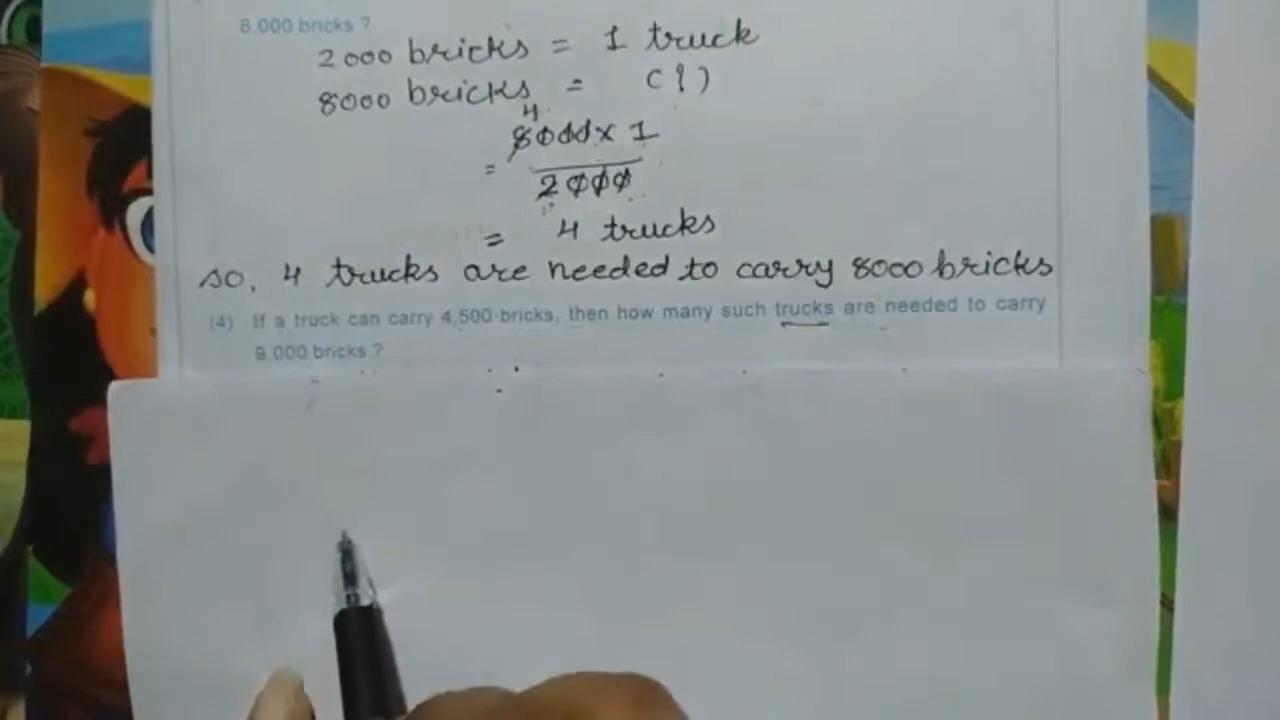 8,000 bricks ?
2000 bricks = 1 truck
8000 bricks = (?)
4
= 8000 x 1
2000
= 4 trucks
so, 4 trucks are needed to carry 8000 bricks
(4) If a truck can carry 4,500 bricks, then how many such trucks are needed to carry
9,000 bricks ?